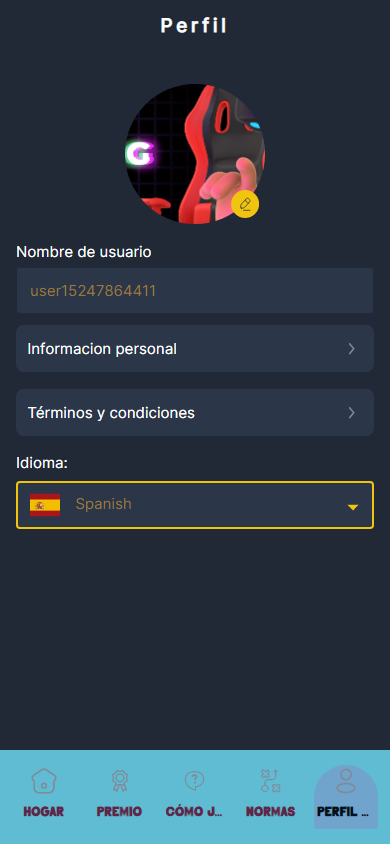 Perfil
G
Nombre de usuario
user15247864411
Informacion personal
Términos y condiciones
Idioma:
Spanish
HOGAR
PREMIO
CÓMO J...
NORMAS
PERFIL ...